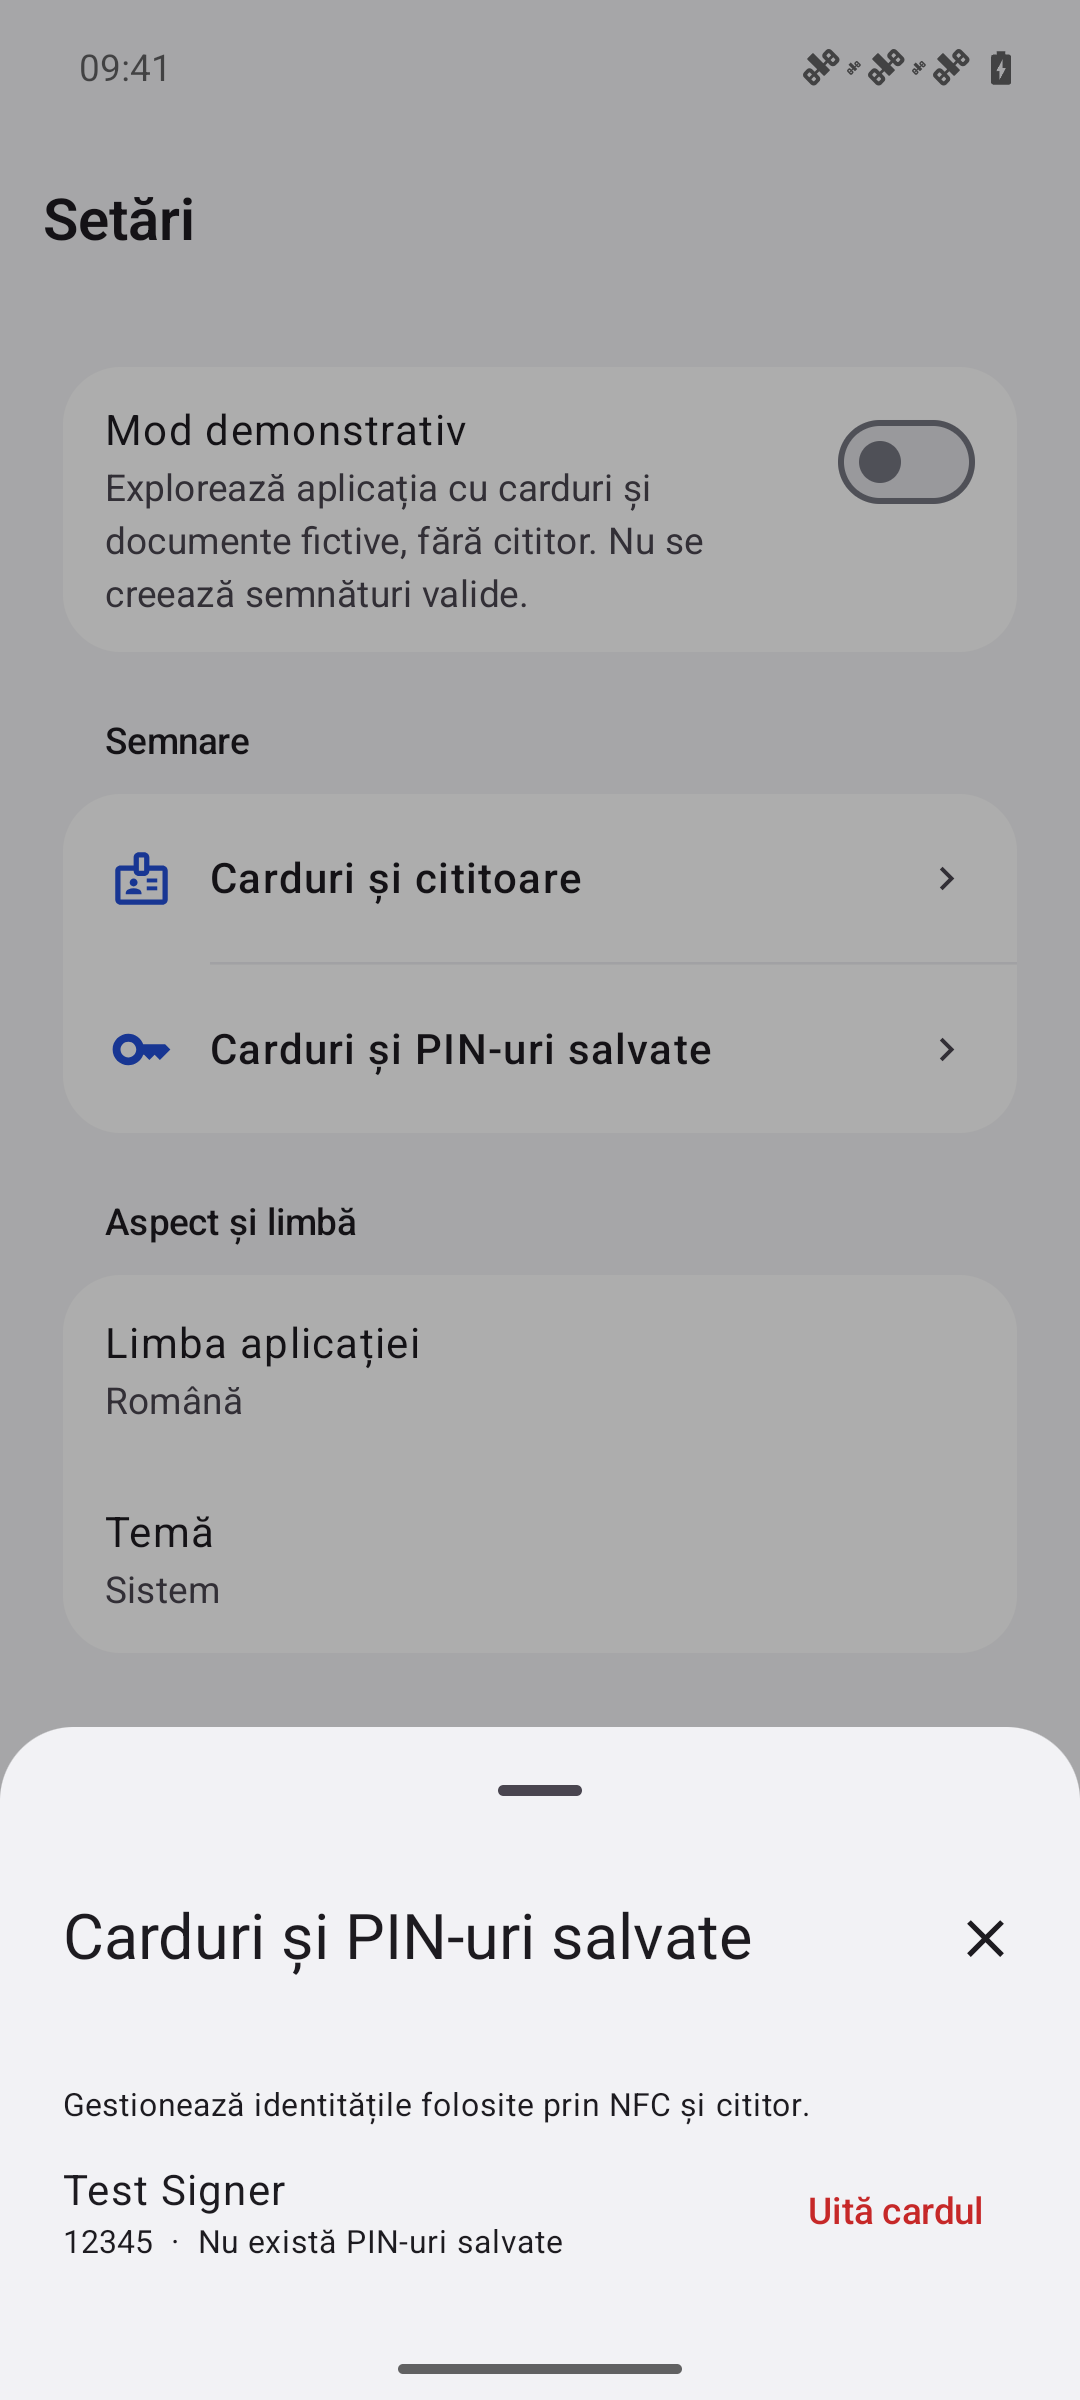 09:41
Setări
Mod demonstrativ
Explorează aplicația cu carduri și
documente fictive, fără cititor. Nu se
creează semnături valide.
Semnare
Carduri și cititoare
Carduri și PIN-uri salvate
Aspect și limbă
Limba aplicației
Română
Temă
Sistem
Carduri și PIN-uri salvate
Gestionează identitățile folosite prin NFC și cititor.
Test Signer
Uită cardul
12345 · Nu există PIN-uri salvate